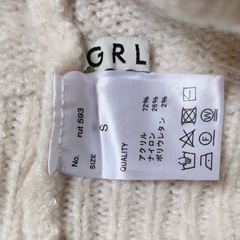 GRL
No. rut 593
SIZE S
QUALITY
アクリル 72%
ナイロン 26%
ポリウレタン 2%